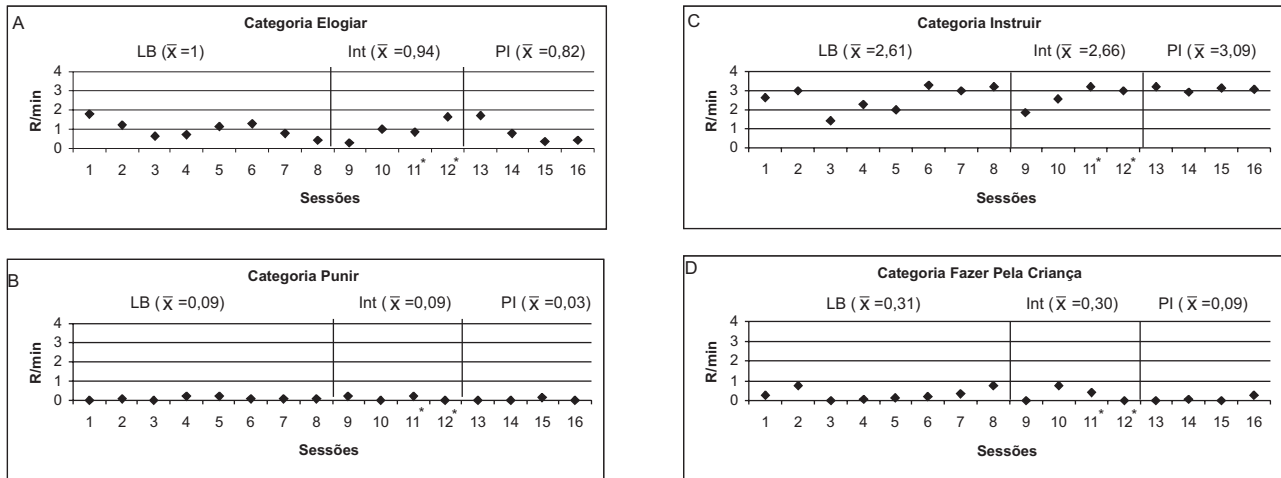 A
Categoria Elogiar
LB ( x̄ =1) Int ( x̄ =0,94) PI ( x̄ =0,82)
R/min
4
3
2
1
0
1 2 3 4 5 6 7 8 9 10 11* 12* 13 14 15 16
Sessões
B
Categoria Punir
LB ( x̄ =0,09) Int ( x̄ =0,09) PI ( x̄ =0,03)
R/min
4
3
2
1
0
1 2 3 4 5 6 7 8 9 10 11* 12* 13 14 15 16
Sessões
C
Categoria Instruir
LB ( x̄ =2,61) Int ( x̄ =2,66) PI ( x̄ =3,09)
R/min
4
3
2
1
0
1 2 3 4 5 6 7 8 9 10 11* 12* 13 14 15 16
Sessões
D
Categoria Fazer Pela Criança
LB ( x̄ =0,31) Int ( x̄ =0,30) PI ( x̄ =0,09)
R/min
4
3
2
1
0
1 2 3 4 5 6 7 8 9 10 11* 12* 13 14 15 16
Sessões